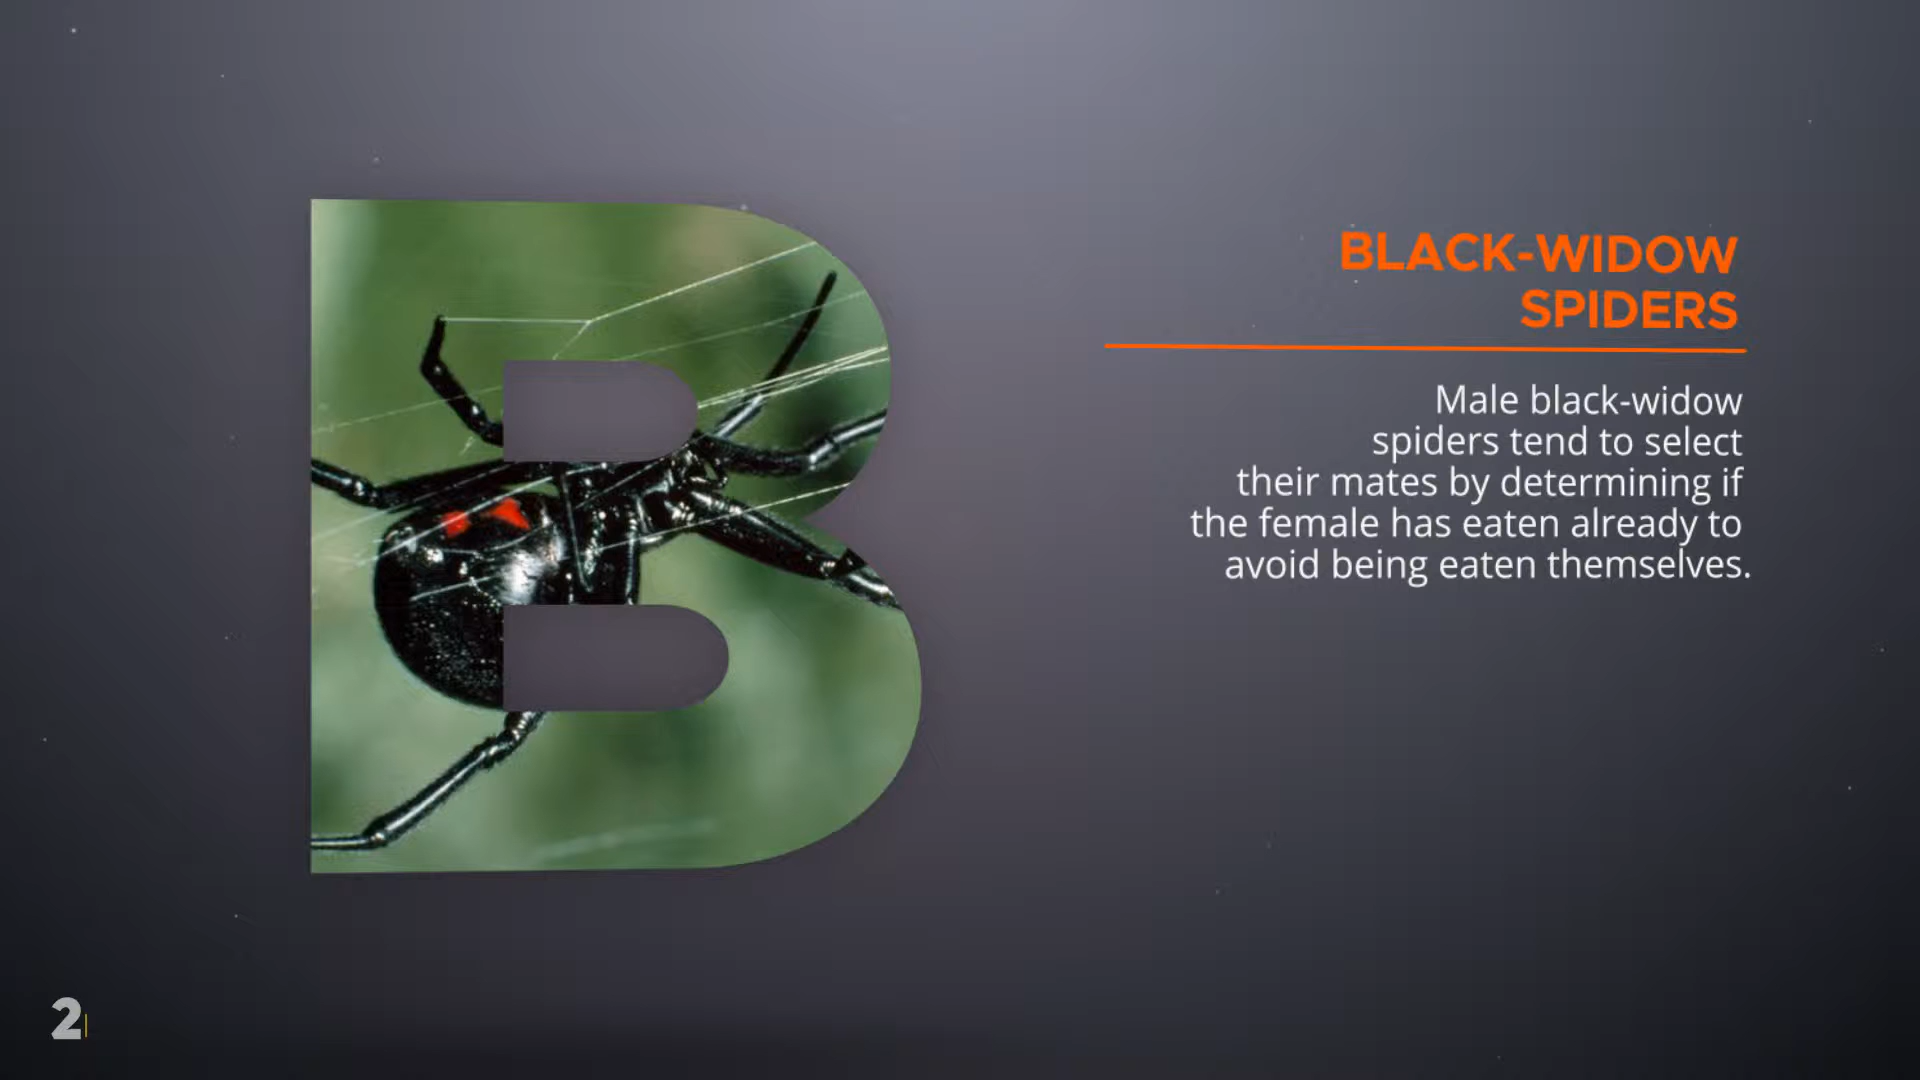 B
BLACK-WIDOW
SPIDERS
Male black-widow
spiders tend to select
their mates by determining if
the female has eaten already to
avoid being eaten themselves.
2